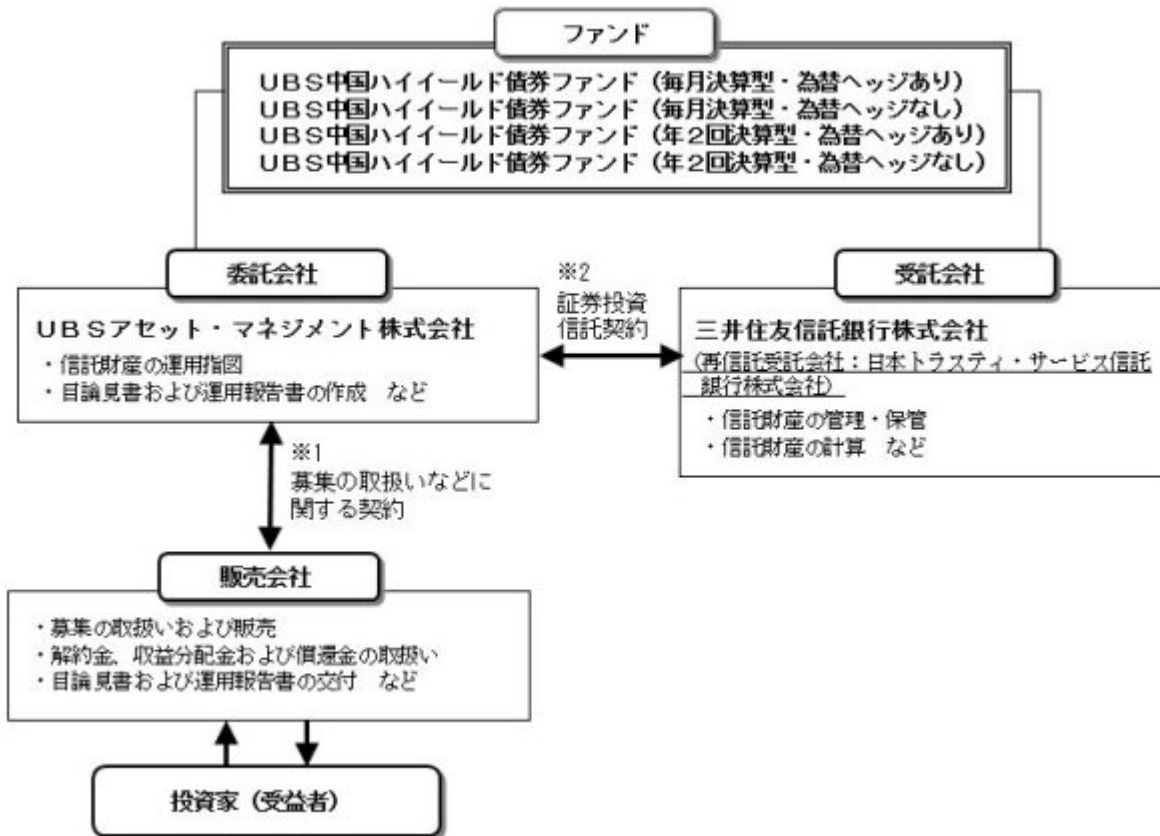 ファンド
UBS中国ハイイールド債券ファンド（毎月決算型・為替ヘッジあり）
UBS中国ハイイールド債券ファンド（毎月決算型・為替ヘッジなし）
UBS中国ハイイールド債券ファンド（年2回決算型・為替ヘッジあり）
UBS中国ハイイールド債券ファンド（年2回決算型・為替ヘッジなし）
委託会社
UBSアセット・マネジメント株式会社
・信託財産の運用指図
・目論見書および運用報告書の作成　など
※2
証券投資
信託契約
受託会社
三井住友信託銀行株式会社
(再信託受託会社：日本トラスティ・サービス信託
銀行株式会社)
・信託財産の管理・保管
・信託財産の計算　など
※1
募集の取扱いなどに
関する契約
販売会社
・募集の取扱いおよび販売
・解約金、収益分配金および償還金の取扱い
・目論見書および運用報告書の交付　など
投資家（受益者）